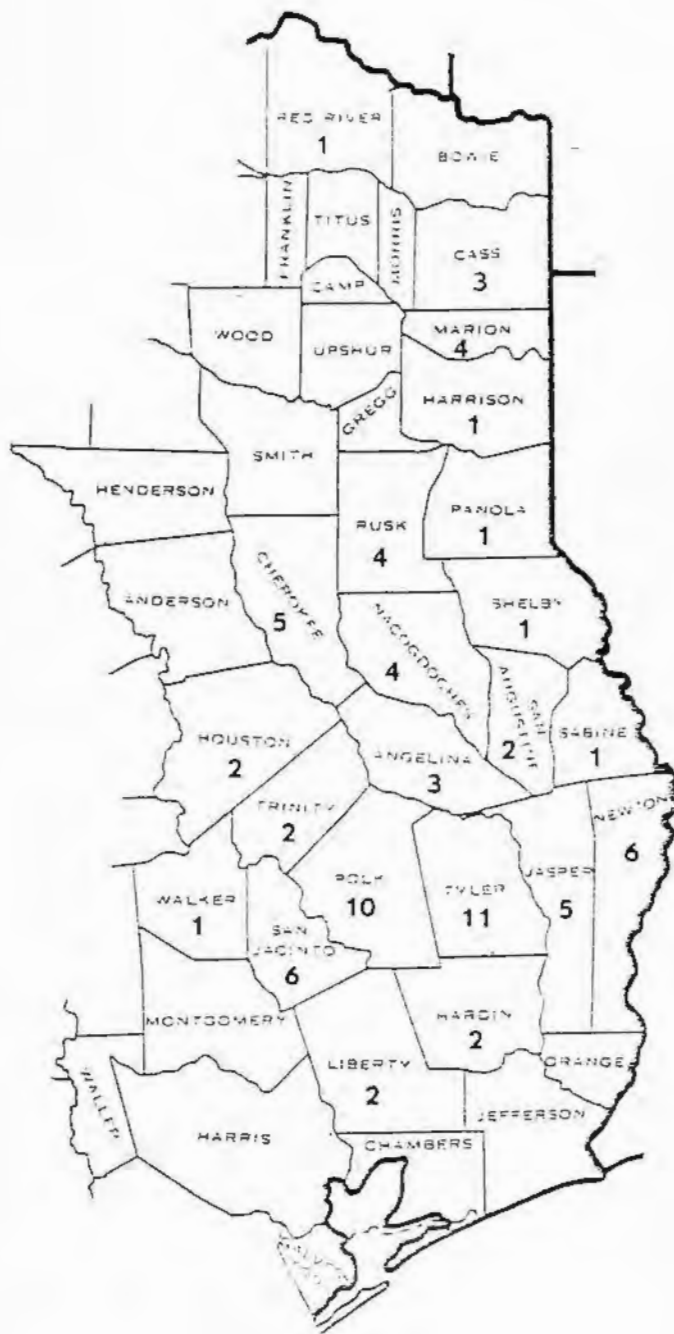 RED RIVER
1
BOWIE
FRANKLIN
TITUS
MORRIS
CASS
3
CAMP
WOOD
UPSHUR
MARION
4
GREGG
HARRISON
1
SMITH
HENDERSON
RUSK
4
PANOLA
1
ANDERSON
CHEROKEE
5
SHELBY
1
NACOGDOCHES
4
SAN
AUGUSTINE
2
SABINE
1
HOUSTON
2
ANGELINA
3
TRINITY
2
NEWTON
6
POLK
10
TYLER
11
JASPER
5
WALKER
1
SAN
JACINTO
6
MONTGOMERY
HARDIN
2
ORANGE
LIBERTY
2
WALLER
JEFFERSON
HARRIS
CHAMBERS